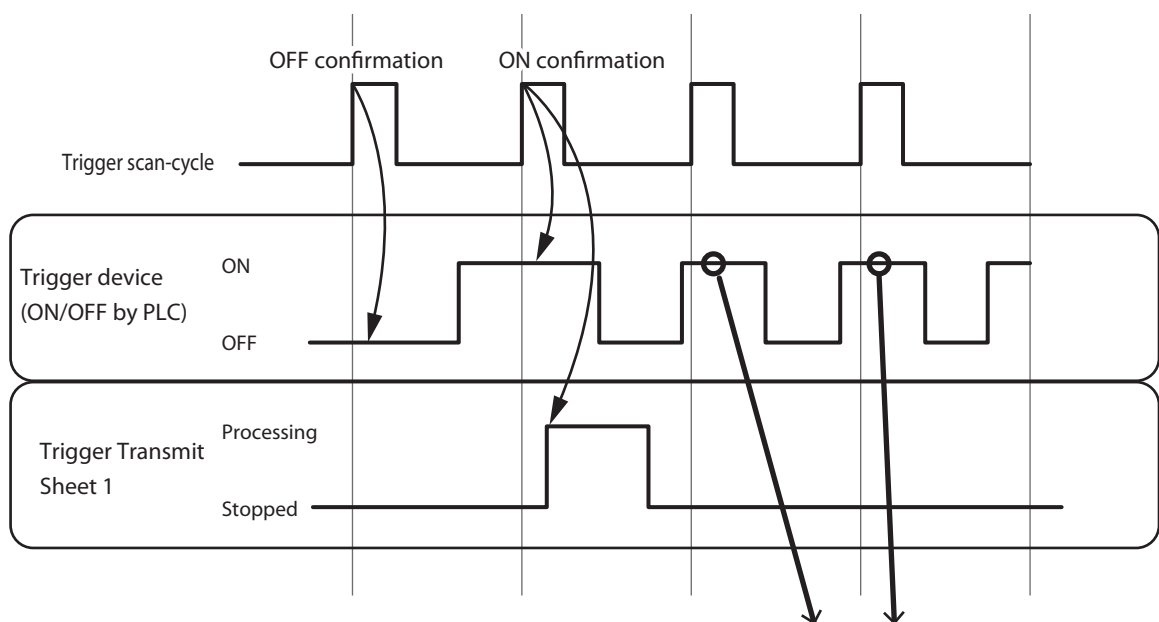 OFF confirmation
ON confirmation
Trigger scan-cycle
Trigger device
(ON/OFF by PLC)
ON
OFF
Trigger Transmit
Sheet 1
Processing
Stopped